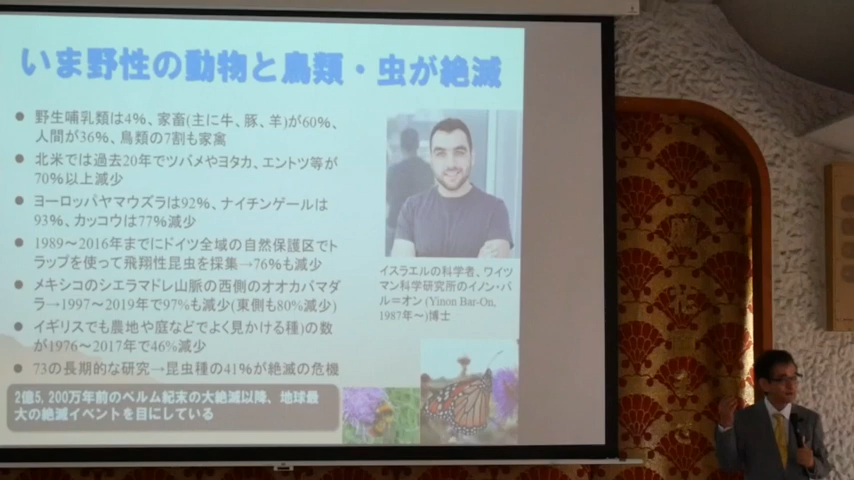 いま野性の動物と鳥類・虫が絶滅
● 野生哺乳類は4%、家畜(主に牛、豚、羊)が60%、
人間が36%、鳥類の7割も家禽
● 北米では過去20年でツバメやヨタカ、エントツ等が
70%以上減少
● ヨーロッパヤマウズラは92%、ナイチンゲールは
93%、カッコウは77%減少
● 1989～2016年までにドイツ全域の自然保護区でト
ラップを使って飛翔性昆虫を採集→76%も減少
● メキシコのシエラマドレ山脈の西側のオオカバマダ
ラ→1997～2019年で97%も減少(東側も80%減少)
● イギリスでも農地や庭などでよく見かける種)の数
が1976～2017年で46%減少
● 73の長期的な研究→昆虫種の41%が絶滅の危機
2億5,200万年前のペルム紀末の大絶滅以降、地球最
大の絶滅イベントを目にしている
イスラエルの科学者、ワイツ
マン科学研究所のイノン・バ
ル＝オン (Yinon Bar-On,
1987年～)博士